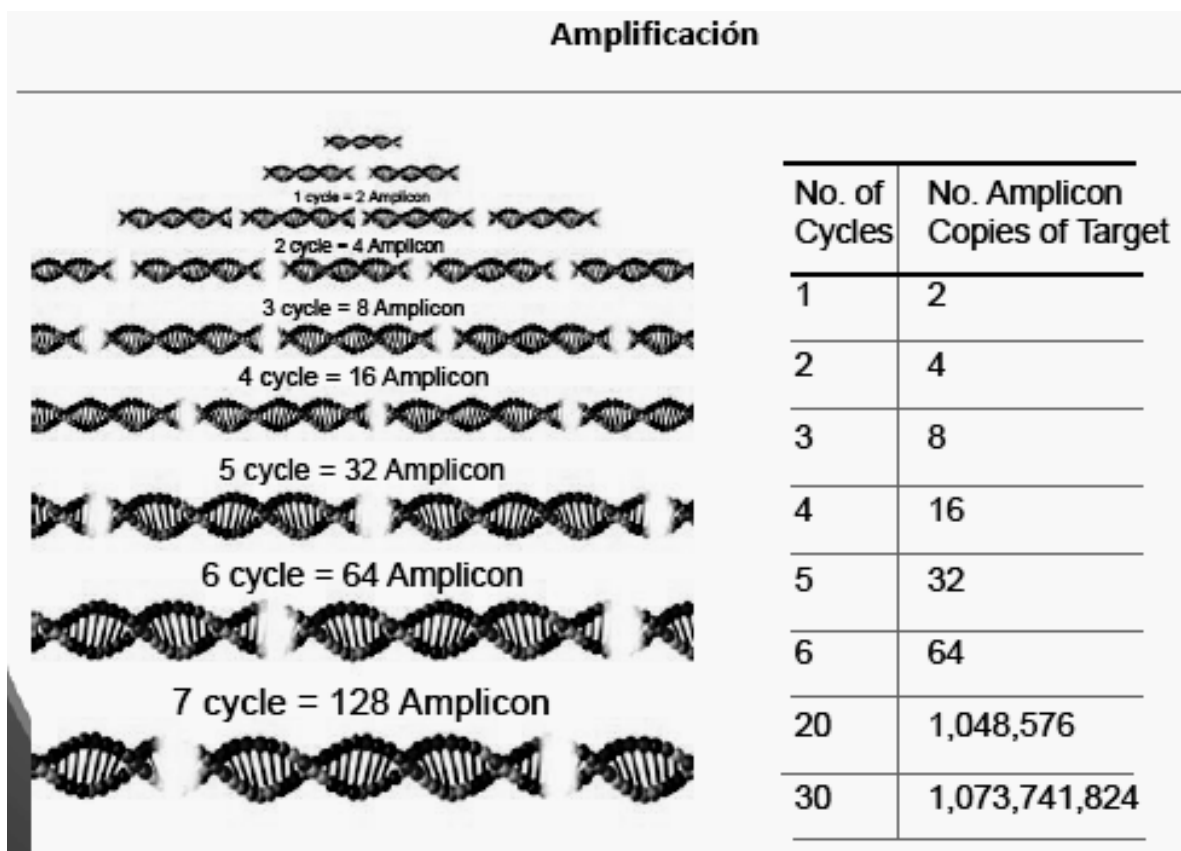 Amplificación
1 cycle = 2 Amplicon
2 cycle = 4 Amplicon
3 cycle = 8 Amplicon
4 cycle = 16 Amplicon
5 cycle = 32 Amplicon
6 cycle = 64 Amplicon
7 cycle = 128 Amplicon
No. of No. Amplicon
Cycles Copies of Target
1 2
2 4
3 8
4 16
5 32
6 64
20 1,048,576
30 1,073,741,824